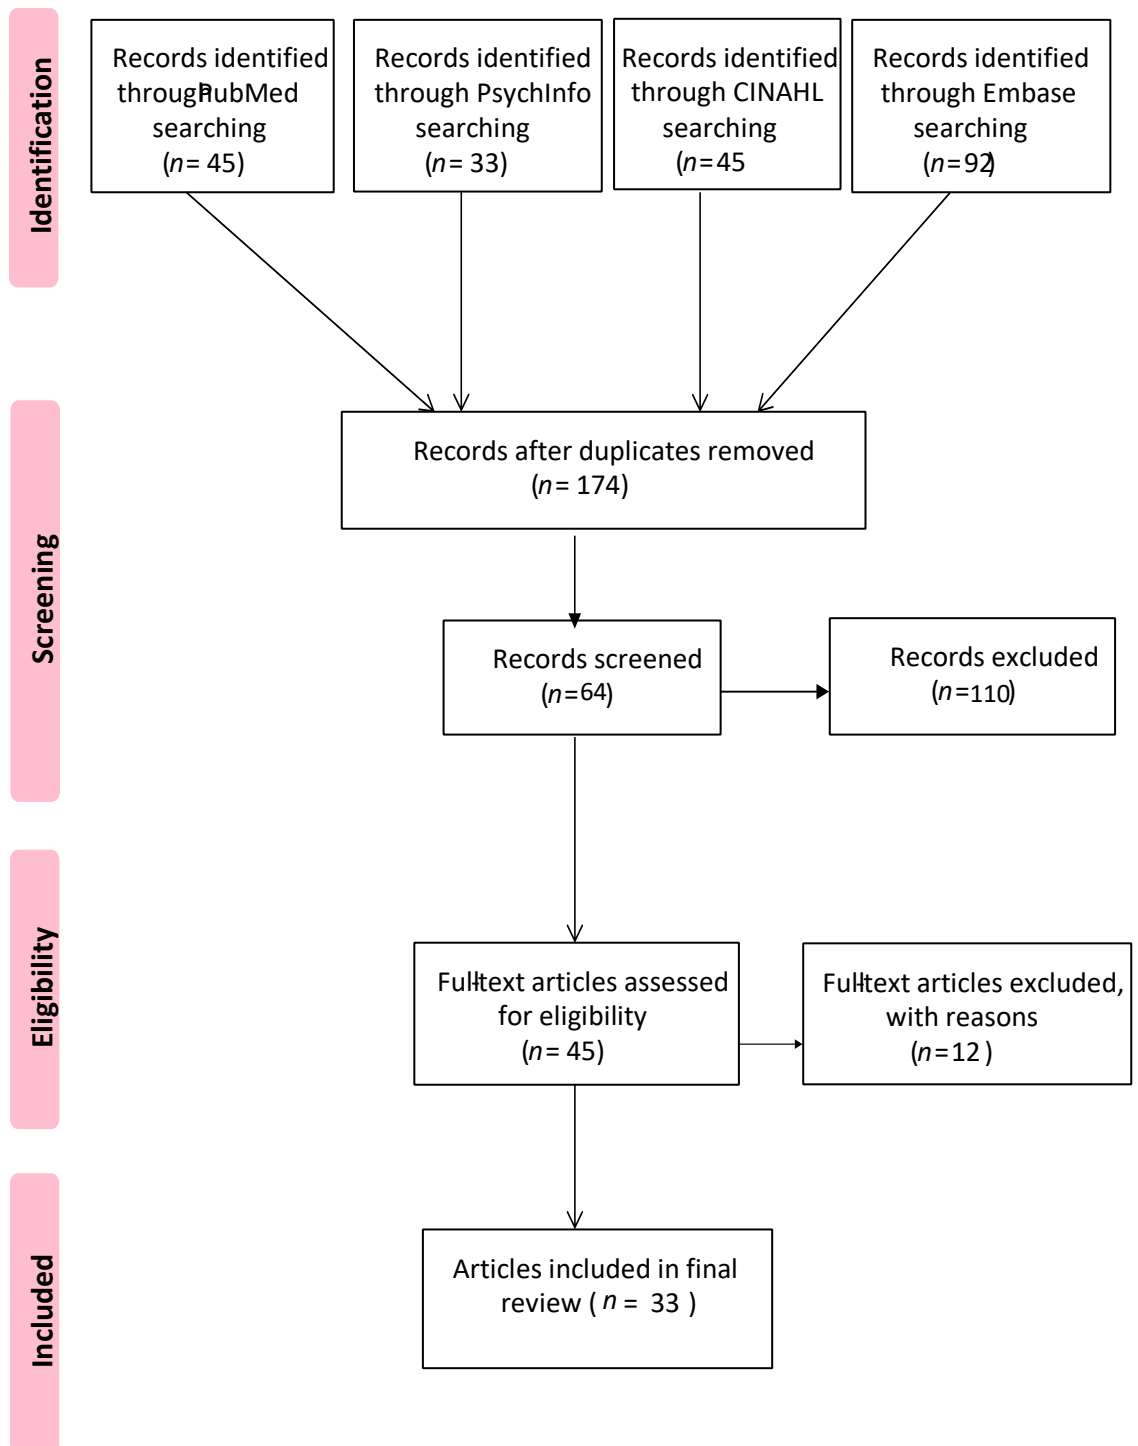 Identification
Records identified
through PubMed
searching
(n = 45)
Records identified
through PsychInfo
searching
(n = 33)
Records identified
through CINAHL
searching
(n = 45
Records identified
through Embase
searching
(n = 92)
Screening
Records after duplicates removed
(n = 174)
Records screened
(n = 64)
Records excluded
(n = 110)
Eligibility
Full-text articles assessed
for eligibility
(n = 45)
Full-text articles excluded,
with reasons
(n = 12 )
Included
Articles included in final
review ( n = 33 )